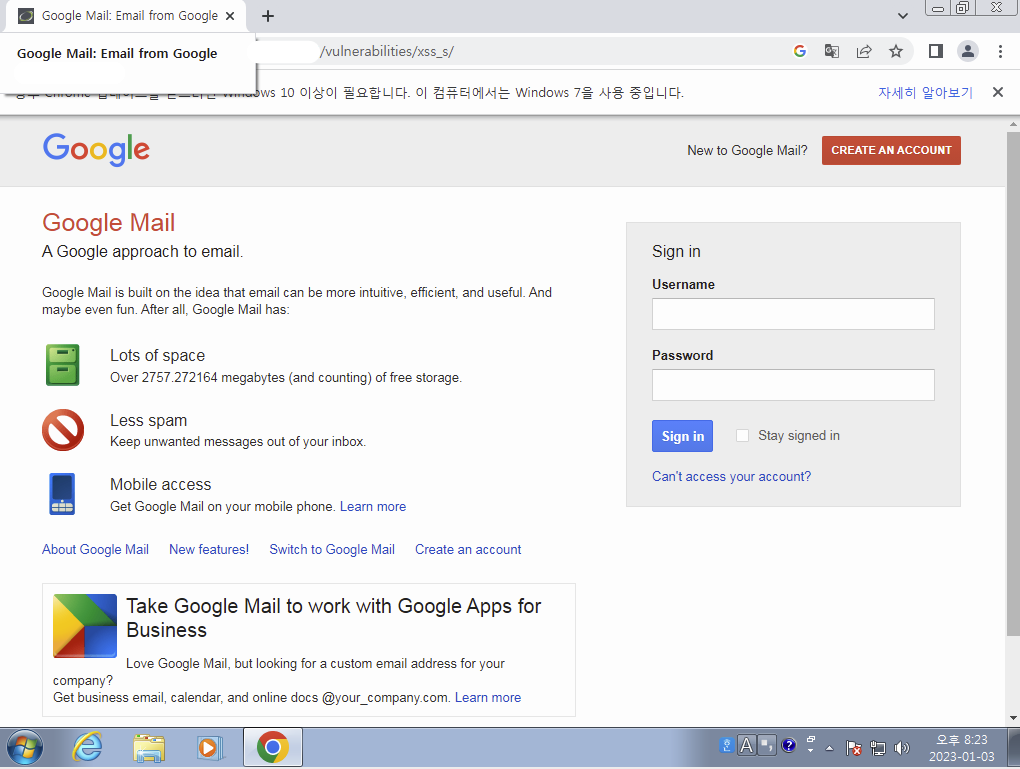 Google Mail: Email from Google
Google Mail: Email from Google
/vulnerabilities/xss_s/
Windows 10 이상이 필요합니다. 이 컴퓨터에서는 Windows 7을 사용 중입니다.
자세히 알아보기
Google
New to Google Mail?
CREATE AN ACCOUNT
Google Mail
A Google approach to email.
Google Mail is built on the idea that email can be more intuitive, efficient, and useful. And
maybe even fun. After all, Google Mail has:
Lots of space
Over 2757.272164 megabytes (and counting) of free storage.
Less spam
Keep unwanted messages out of your inbox.
Mobile access
Get Google Mail on your mobile phone. Learn more
About Google Mail New features! Switch to Google Mail Create an account
Take Google Mail to work with Google Apps for
Business
Love Google Mail, but looking for a custom email address for your
company?
Get business email, calendar, and online docs @your_company.com. Learn more
Sign in
Username
Password
Sign in
Stay signed in
Can't access your account?
A
오후 8:23
2023-01-03